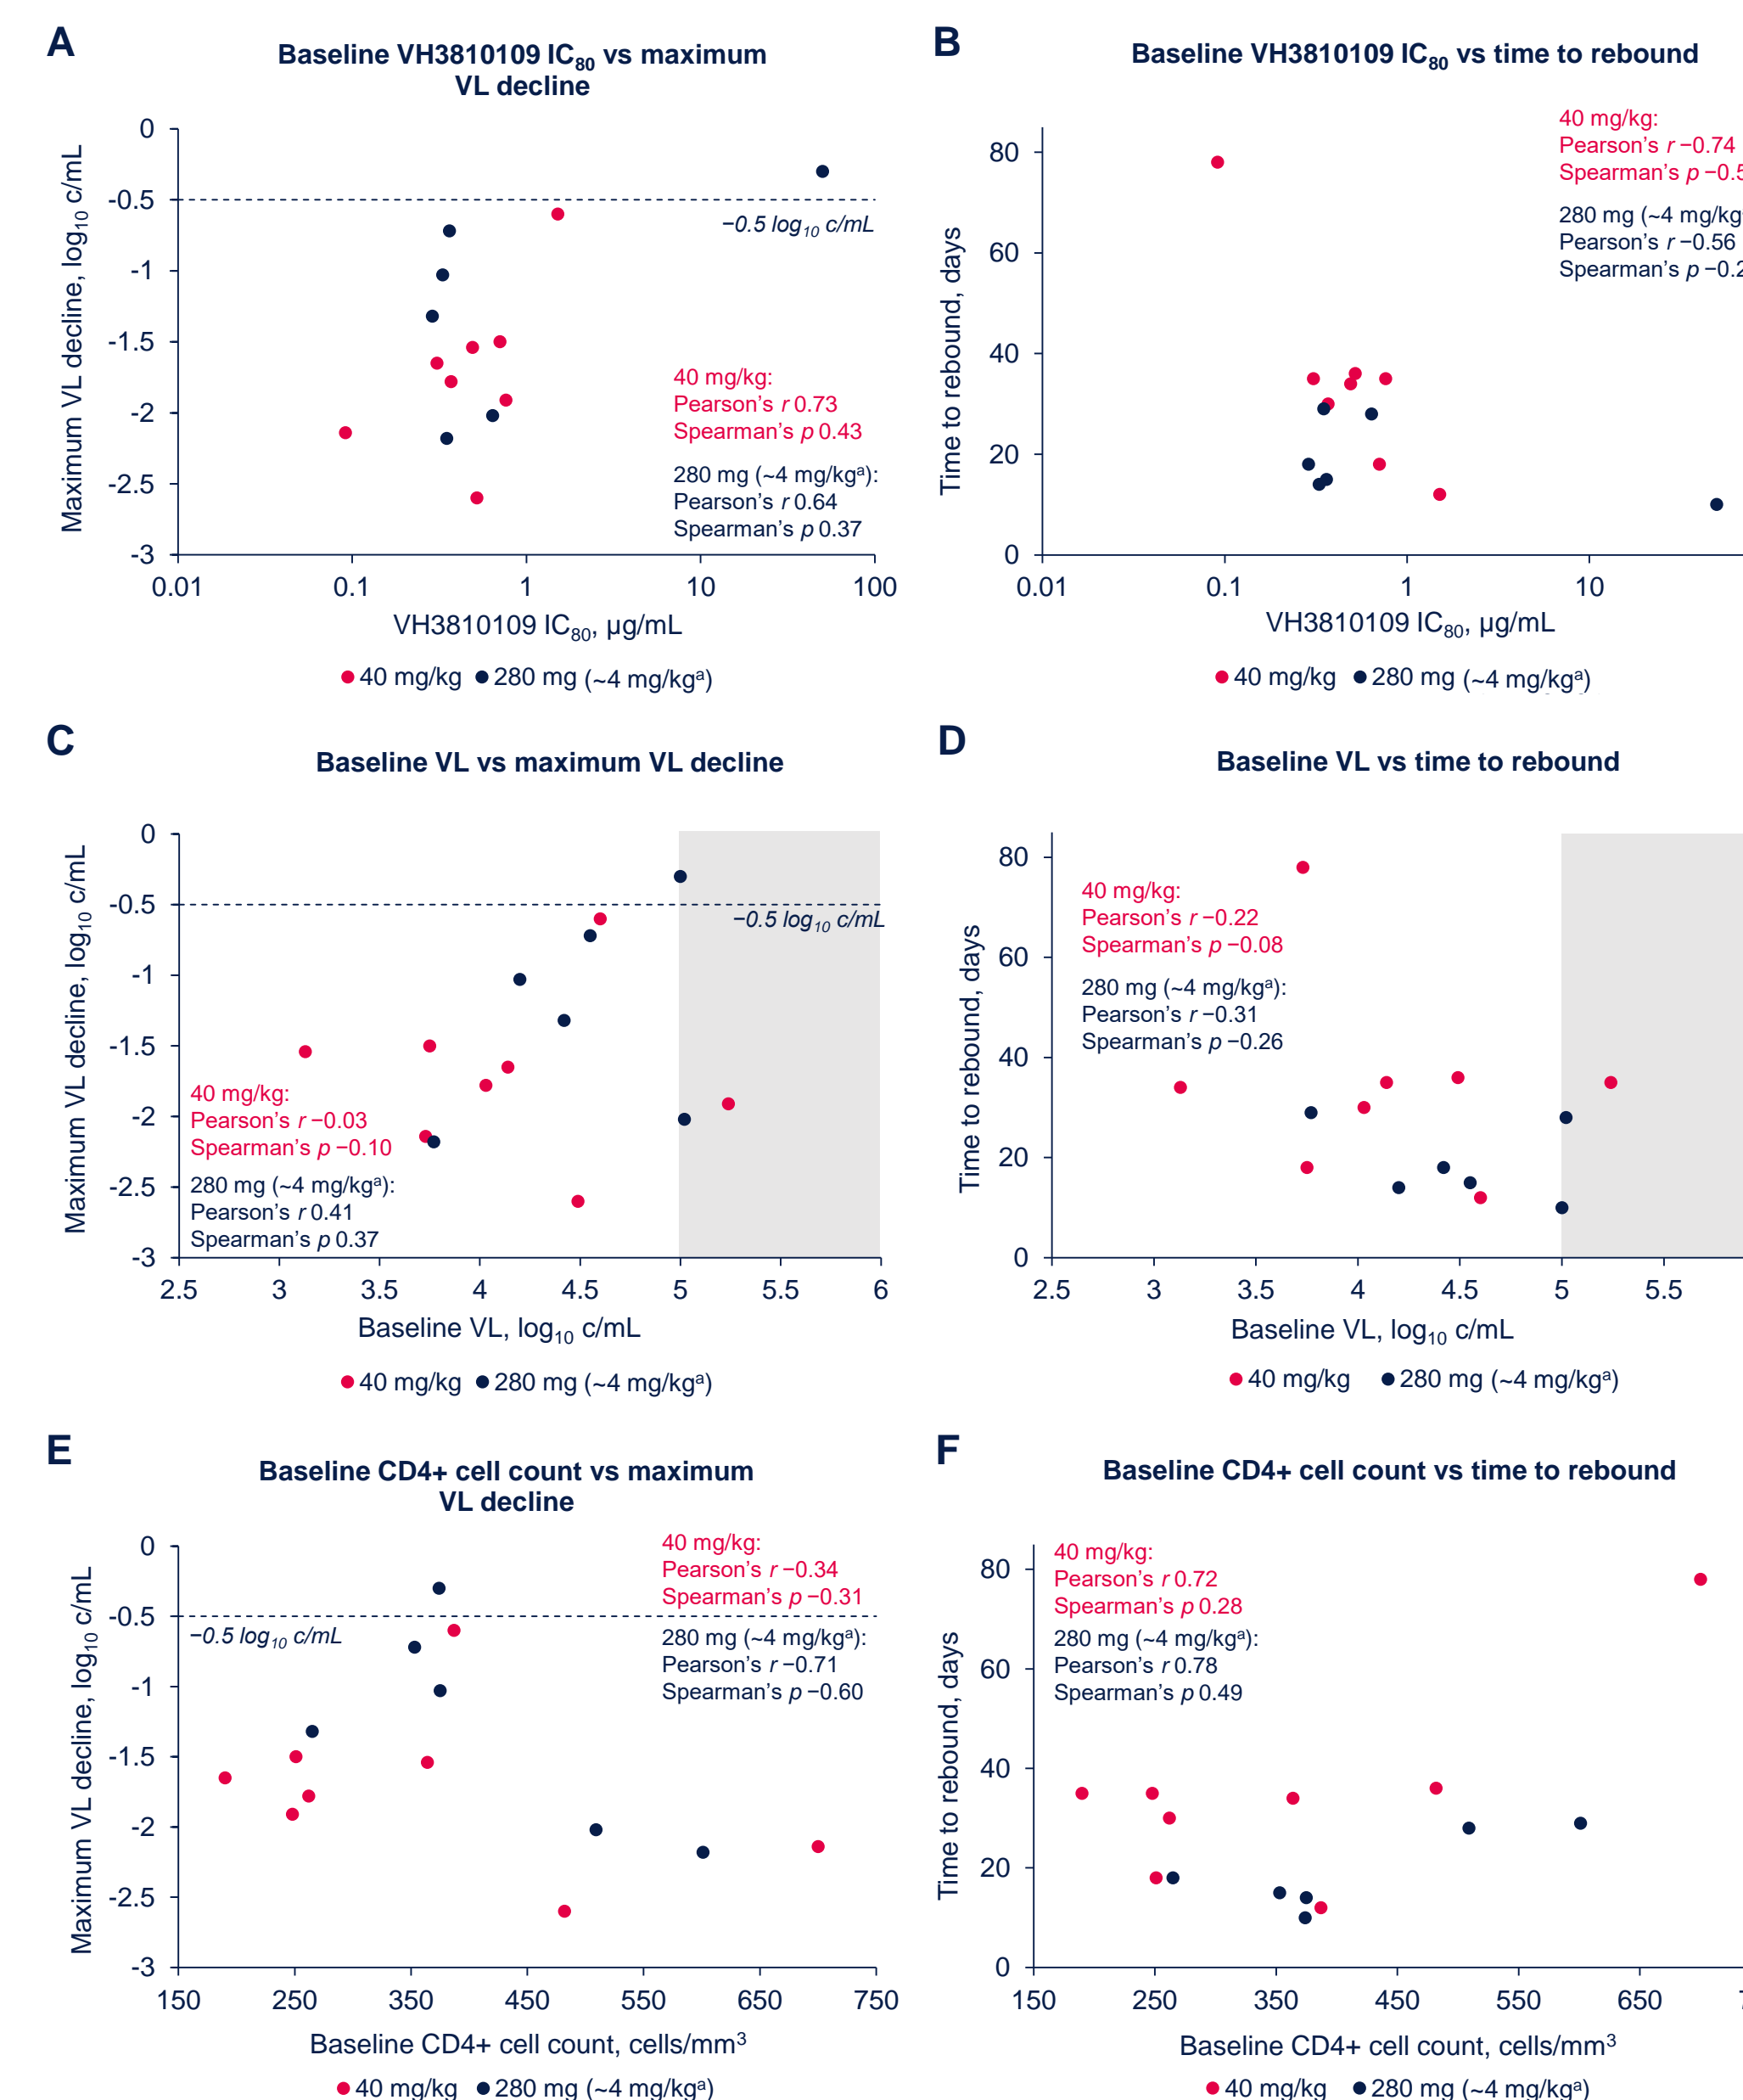 A
Baseline VH3810109 IC80 vs maximum
VL decline
Maximum VL decline, log10 c/mL
0
-0.5
-1
-1.5
-2
-2.5
-3
−0.5 log10 c/mL
40 mg/kg:
Pearson's r 0.73
Spearman's p 0.43
280 mg (~4 mg/kga):
Pearson's r 0.64
Spearman's p 0.37
0.01 0.1 1 10 100
VH3810109 IC80, µg/mL
40 mg/kg 280 mg (~4 mg/kga)
B
Baseline VH3810109 IC80 vs time to rebound
40 mg/kg:
Pearson's r −0.74
Spearman's p
280 mg (~4 mg/kg
Pearson's r −0.56
Spearman's p
Time to rebound, days
80
60
40
20
0
0.01 0.1 1 10
VH3810109 IC80, µg/mL
40 mg/kg 280 mg (~4 mg/kga)
C
Baseline VL vs maximum VL decline
Maximum VL decline, log10 c/mL
0
-0.5
-1
-1.5
-2
-2.5
-3
−0.5 log10 c/mL
40 mg/kg:
Pearson's r −0.03
Spearman's p −0.10
280 mg (~4 mg/kga):
Pearson's r 0.41
Spearman's p 0.37
2.5 3 3.5 4 4.5 5 5.5 6
Baseline VL, log10 c/mL
40 mg/kg 280 mg (~4 mg/kga)
D
Baseline VL vs time to rebound
Time to rebound, days
80
60
40
20
0
40 mg/kg:
Pearson's r −0.22
Spearman's p −0.08
280 mg (~4 mg/kga):
Pearson's r −0.31
Spearman's p −0.26
2.5 3 3.5 4 4.5 5 5.5
Baseline VL, log10 c/mL
40 mg/kg 280 mg (~4 mg/kga)
E
Baseline CD4+ cell count vs maximum
VL decline
Maximum VL decline, log10 c/mL
0
-0.5
-1
-1.5
-2
-2.5
-3
40 mg/kg:
Pearson's r −0.34
Spearman's p −0.31
−0.5 log10 c/mL
280 mg (~4 mg/kga):
Pearson's r −0.71
Spearman's p −0.60
150 250 350 450 550 650 750
Baseline CD4+ cell count, cells/mm3
40 mg/kg 280 mg (~4 mg/kga)
F
Baseline CD4+ cell count vs time to rebound
Time to rebound, days
80
60
40
20
0
40 mg/kg:
Pearson's r 0.72
Spearman's p 0.28
280 mg (~4 mg/kga):
Pearson's r 0.78
Spearman's p 0.49
150 250 350 450 550 650
Baseline CD4+ cell count, cells/mm3
40 mg/kg 280 mg (~4 mg/kga)